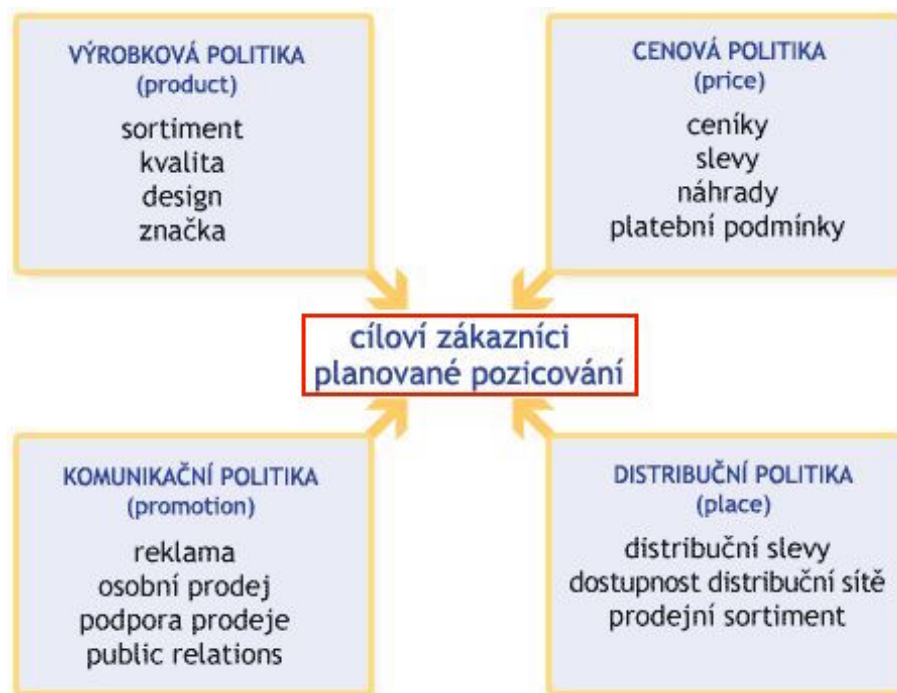 VÝROBKOVÁ POLITIKA
(product)
sortiment
kvalita
design
značka
CENOVÁ POLITIKA
(price)
ceníky
slevy
náhrady
platební podmínky
cíloví zákazníci
planované pozicování
KOMUNIKAČNÍ POLITIKA
(promotion)
reklama
osobní prodej
podpora prodeje
public relations
DISTRIBUČNÍ POLITIKA
(place)
distribuční slevy
dostupnost distribuční sítě
prodejní sortiment